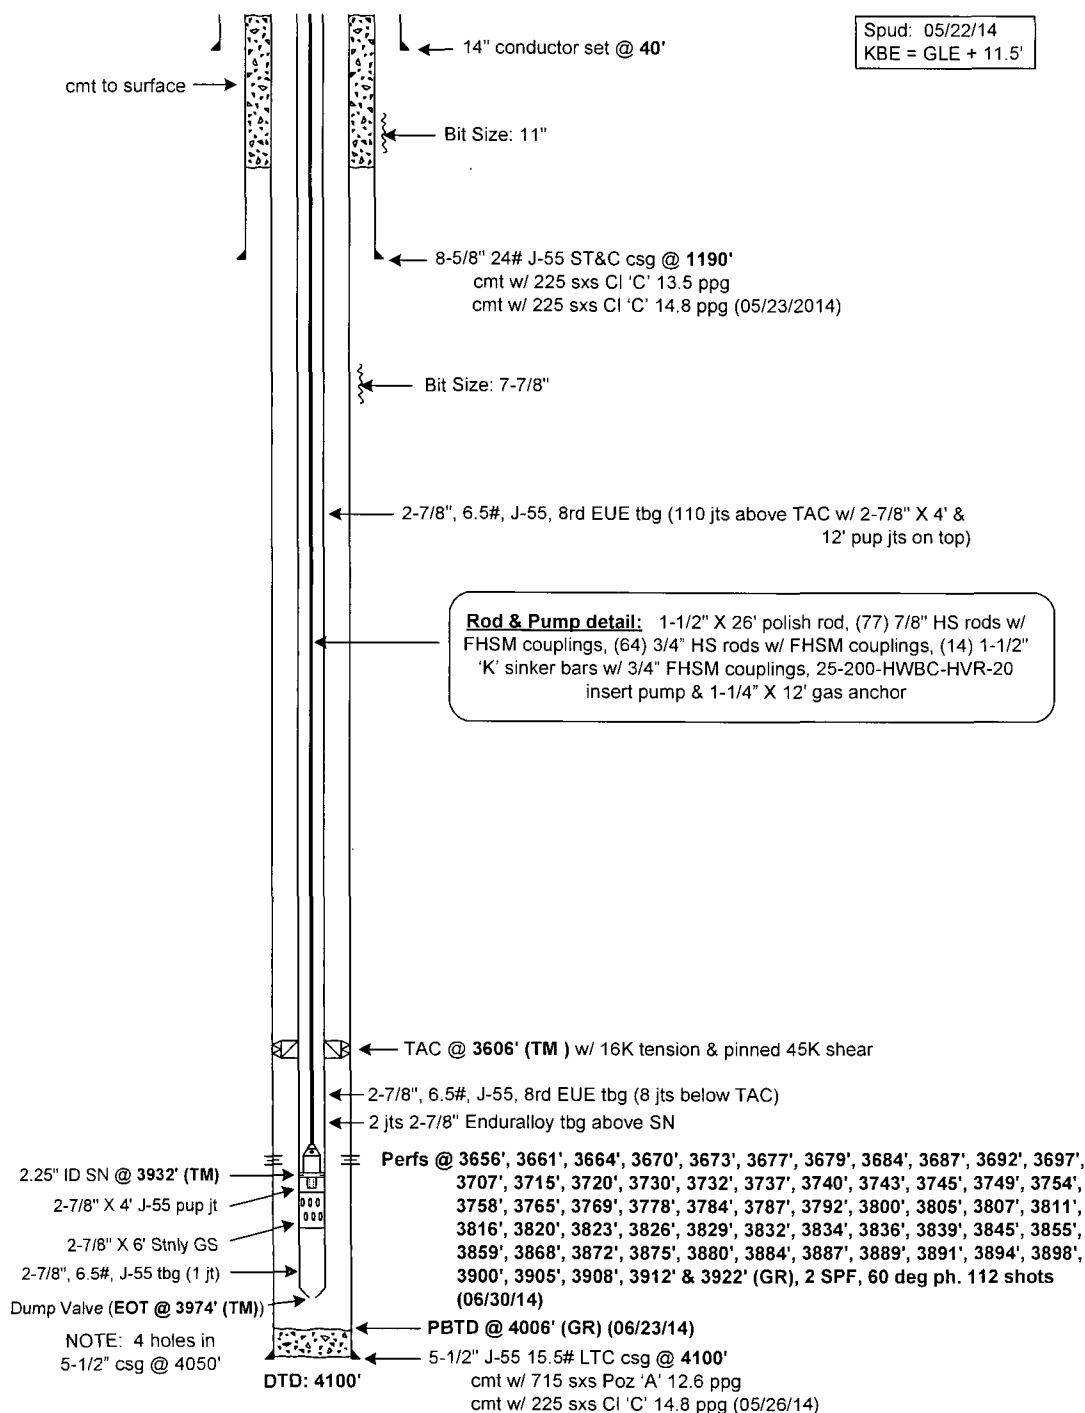 Spud: 05/22/14
KBE = GLE + 11.5'
14" conductor set @ 40'
cmt to surface
Bit Size: 11"
8-5/8" 24# J-55 ST&C csg @ 1190'
cmt w/ 225 sxs Cl 'C' 13.5 ppg
cmt w/ 225 sxs Cl 'C' 14.8 ppg (05/23/2014)
Bit Size: 7-7/8"
2-7/8", 6.5#, J-55, 8rd EUE tbg (110 jts above TAC w/ 2-7/8" X 4' &
12' pup jts on top)
Rod & Pump detail: 1-1/2" X 26' polish rod, (77) 7/8" HS rods w/
FHSM couplings, (64) 3/4" HS rods w/ FHSM couplings, (14) 1-1/2"
'K' sinker bars w/ 3/4" FHSM couplings, 25-200-HWBC-HVR-20
insert pump & 1-1/4" X 12' gas anchor
TAC @ 3606' (TM ) w/ 16K tension & pinned 45K shear
2-7/8", 6.5#, J-55, 8rd EUE tbg (8 jts below TAC)
2 jts 2-7/8" Enduralloy tbg above SN
Perfs @ 3656', 3661', 3664', 3670', 3673', 3677', 3679', 3684', 3687', 3692', 3697',
3707', 3715', 3720', 3730', 3732', 3737', 3740', 3743', 3745', 3749', 3754',
3758', 3765', 3769', 3778', 3784', 3787', 3792', 3800', 3805', 3807', 3811',
3816', 3820', 3823', 3826', 3829', 3832', 3834', 3836', 3839', 3845', 3855',
3859', 3868', 3872', 3875', 3880', 3884', 3887', 3889', 3891', 3894', 3898',
3900', 3905', 3908', 3912' & 3922' (GR), 2 SPF, 60 deg ph. 112 shots
(06/30/14)
2.25" ID SN @ 3932' (TM)
2-7/8" X 4' J-55 pup jt
2-7/8" X 6' Stnly GS
2-7/8", 6.5#, J-55 tbg (1 jt)
Dump Valve (EOT @ 3974' (TM))
PBTD @ 4006' (GR) (06/23/14)
NOTE: 4 holes in
5-1/2" csg @ 4050'
5-1/2" J-55 15.5# LTC csg @ 4100'
DTD: 4100'
cmt w/ 715 sxs Poz 'A' 12.6 ppg
cmt w/ 225 sxs Cl 'C' 14.8 ppg (05/26/14)